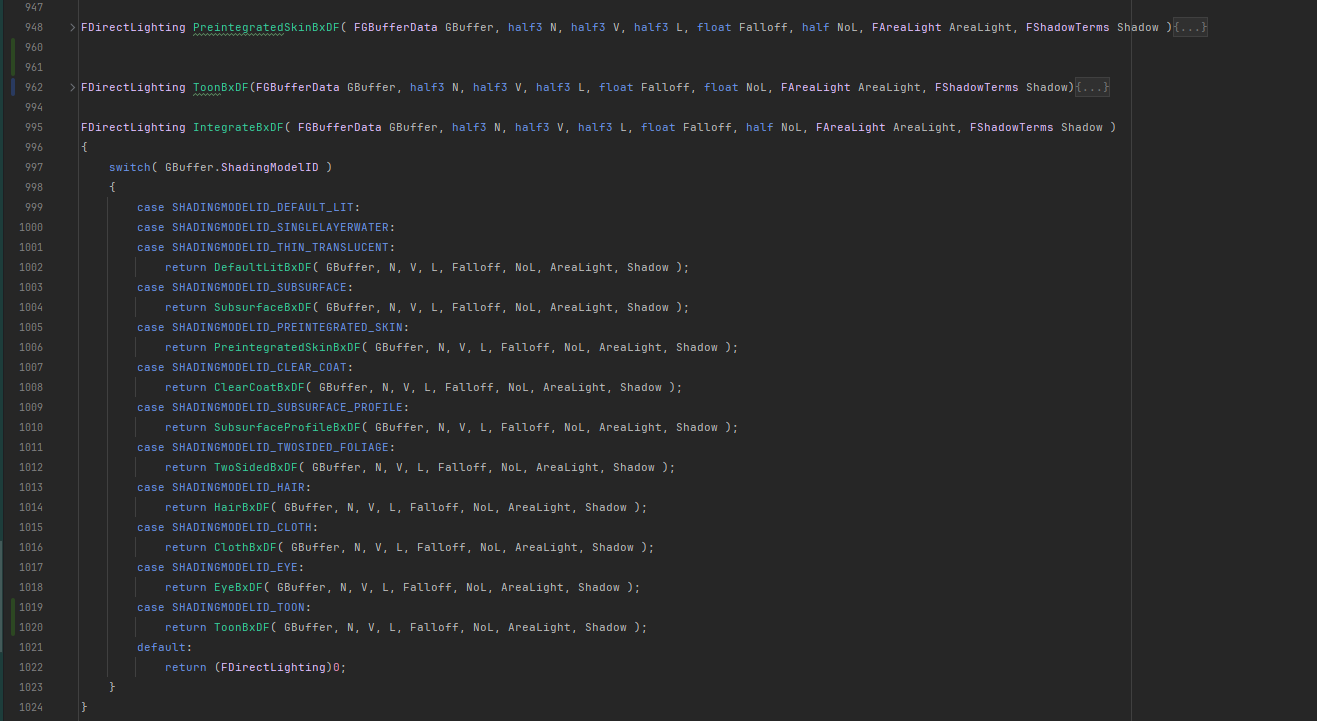 947
948 > FDirectLighting PreintegratedSkinBxDF( FGBufferData GBuffer, half3 N, half3 V, half3 L, float Falloff, half NoL, FAreaLight AreaLight, FShadowTerms Shadow ){...}
960
961
962 > FDirectLighting ToonBxDF(FGBufferData GBuffer, half3 N, half3 V, half3 L, float Falloff, float NoL, FAreaLight AreaLight, FShadowTerms Shadow){...}
994
995 FDirectLighting IntegrateBxDF( FGBufferData GBuffer, half3 N, half3 V, half3 L, float Falloff, half NoL, FAreaLight AreaLight, FShadowTerms Shadow )
996 {
997     switch( GBuffer.ShadingModelID )
998     {
999         case SHADINGMODELID_DEFAULT_LIT:
1000         case SHADINGMODELID_SINGLELAYERWATER:
1001         case SHADINGMODELID_THIN_TRANSLUCENT:
1002             return DefaultLitBxDF( GBuffer, N, V, L, Falloff, NoL, AreaLight, Shadow );
1003         case SHADINGMODELID_SUBSURFACE:
1004             return SubsurfaceBxDF( GBuffer, N, V, L, Falloff, NoL, AreaLight, Shadow );
1005         case SHADINGMODELID_PREINTEGRATED_SKIN:
1006             return PreintegratedSkinBxDF( GBuffer, N, V, L, Falloff, NoL, AreaLight, Shadow );
1007         case SHADINGMODELID_CLEAR_COAT:
1008             return ClearCoatBxDF( GBuffer, N, V, L, Falloff, NoL, AreaLight, Shadow );
1009         case SHADINGMODELID_SUBSURFACE_PROFILE:
1010             return SubsurfaceProfileBxDF( GBuffer, N, V, L, Falloff, NoL, AreaLight, Shadow );
1011         case SHADINGMODELID_TWOSIDED_FOLIAGE:
1012             return TwoSidedBxDF( GBuffer, N, V, L, Falloff, NoL, AreaLight, Shadow );
1013         case SHADINGMODELID_HAIR:
1014             return HairBxDF( GBuffer, N, V, L, Falloff, NoL, AreaLight, Shadow );
1015         case SHADINGMODELID_CLOTH:
1016             return ClothBxDF( GBuffer, N, V, L, Falloff, NoL, AreaLight, Shadow );
1017         case SHADINGMODELID_EYE:
1018             return EyeBxDF( GBuffer, N, V, L, Falloff, NoL, AreaLight, Shadow );
1019         case SHADINGMODELID_TOON:
1020             return ToonBxDF( GBuffer, N, V, L, Falloff, NoL, AreaLight, Shadow );
1021         default:
1022             return (FDirectLighting)0;
1023     }
1024 }